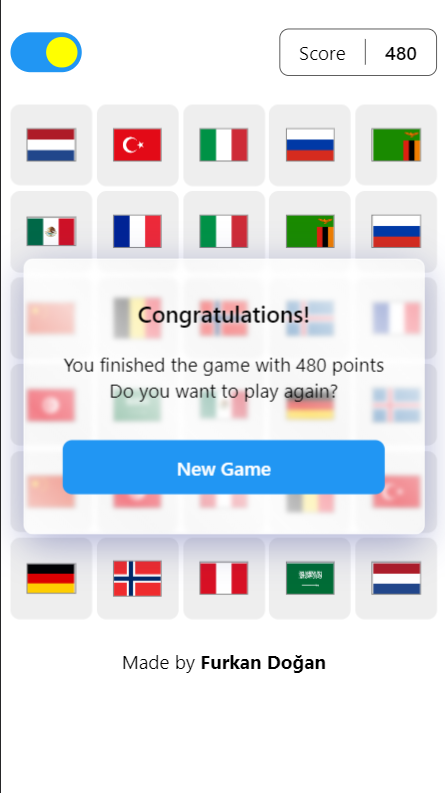 Score 480
Congratulations!
You finished the game with 480 points
Do you want to play again?
New Game
Made by Furkan Doğan